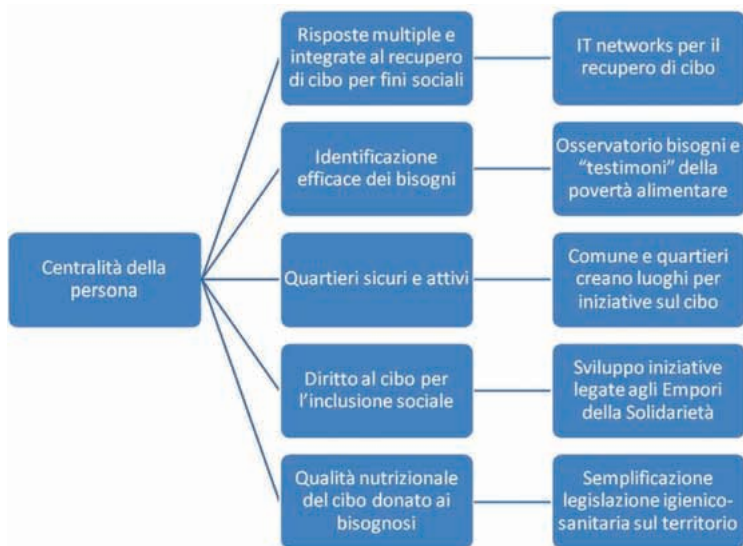 Centralità della
persona
Risposte multiple e
integrate al recupero
di cibo per fini sociali
IT networks per il
recupero di cibo
Identificazione
efficace dei bisogni
Osservatorio bisogni e
“testimoni” della
povertà alimentare
Quartieri sicuri e attivi
Comune e quartieri
creano luoghi per
iniziative sul cibo
Diritto al cibo per
l’inclusione sociale
Sviluppo iniziative
legate agli Empori
della Solidarietà
Qualità nutrizionale
del cibo donato ai
bisognosi
Semplificazione
legislazione igienico-
sanitaria sul territorio